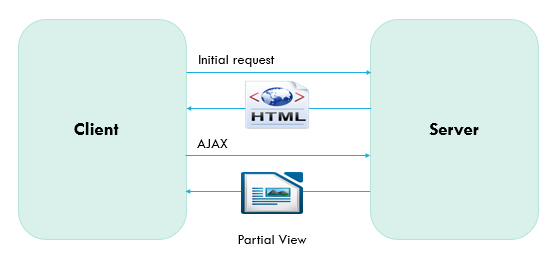 Initial request
< >
HTML
Client
Server
AJAX
Partial View